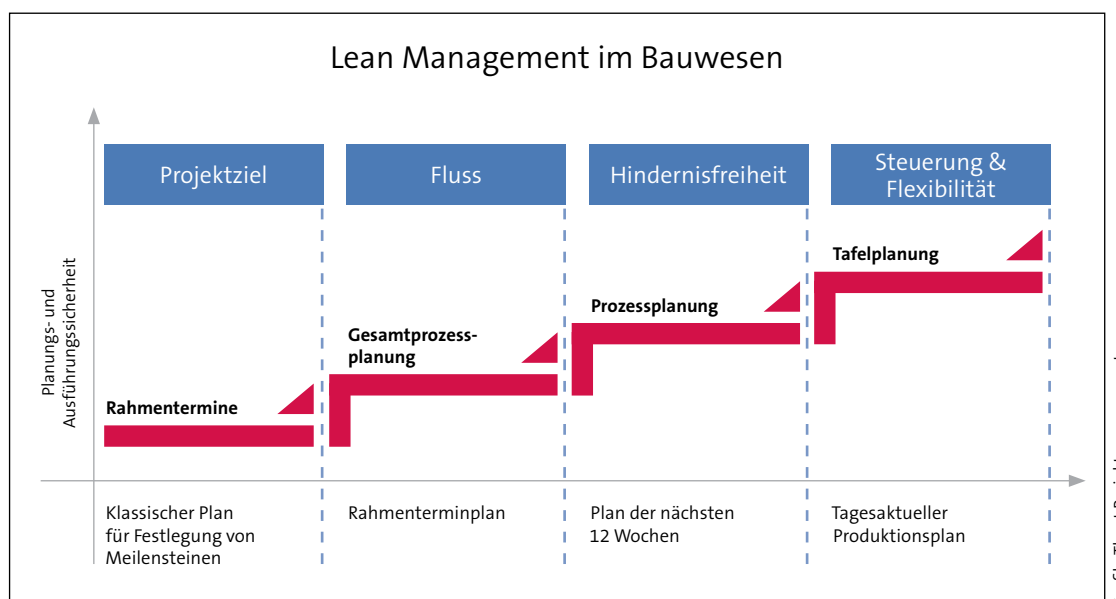 Lean Management im Bauwesen
Projektziel
Fluss
Hindernisfreiheit
Steuerung &
Flexibilität
Planungs- und
Ausführungssicherheit
Rahmentermine
Gesamtprozess-
planung
Prozessplanung
Tafelplanung
Klassischer Plan
für Festlegung von
Meilensteinen
Rahmenterminplan
Plan der nächsten
12 Wochen
Tagesaktueller
Produktionsplan